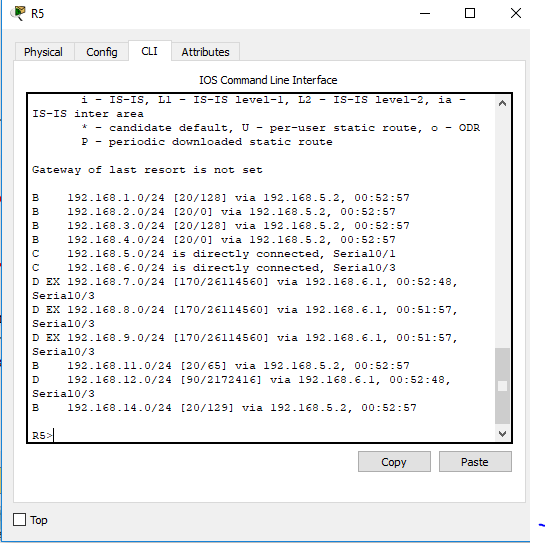 R5
Physical Config CLI Attributes
IOS Command Line Interface
i - IS-IS, L1 - IS-IS level-1, L2 - IS-IS level-2, ia -
IS-IS inter area
* - candidate default, U - per-user static route, o - ODR
P - periodic downloaded static route
Gateway of last resort is not set
B 192.168.1.0/24 [20/128] via 192.168.5.2, 00:52:57
B 192.168.2.0/24 [20/0] via 192.168.5.2, 00:52:57
B 192.168.3.0/24 [20/128] via 192.168.5.2, 00:52:57
B 192.168.4.0/24 [20/0] via 192.168.5.2, 00:52:57
C 192.168.5.0/24 is directly connected, Serial0/1
C 192.168.6.0/24 is directly connected, Serial0/3
D EX 192.168.7.0/24 [170/26114560] via 192.168.6.1, 00:52:48,
Serial0/3
D EX 192.168.8.0/24 [170/26114560] via 192.168.6.1, 00:51:57,
Serial0/3
D EX 192.168.9.0/24 [170/26114560] via 192.168.6.1, 00:51:57,
Serial0/3
B 192.168.11.0/24 [20/65] via 192.168.5.2, 00:52:57
D 192.168.12.0/24 [90/2172416] via 192.168.6.1, 00:52:48,
Serial0/3
B 192.168.14.0/24 [20/129] via 192.168.5.2, 00:52:57
R5>
Copy Paste
Top